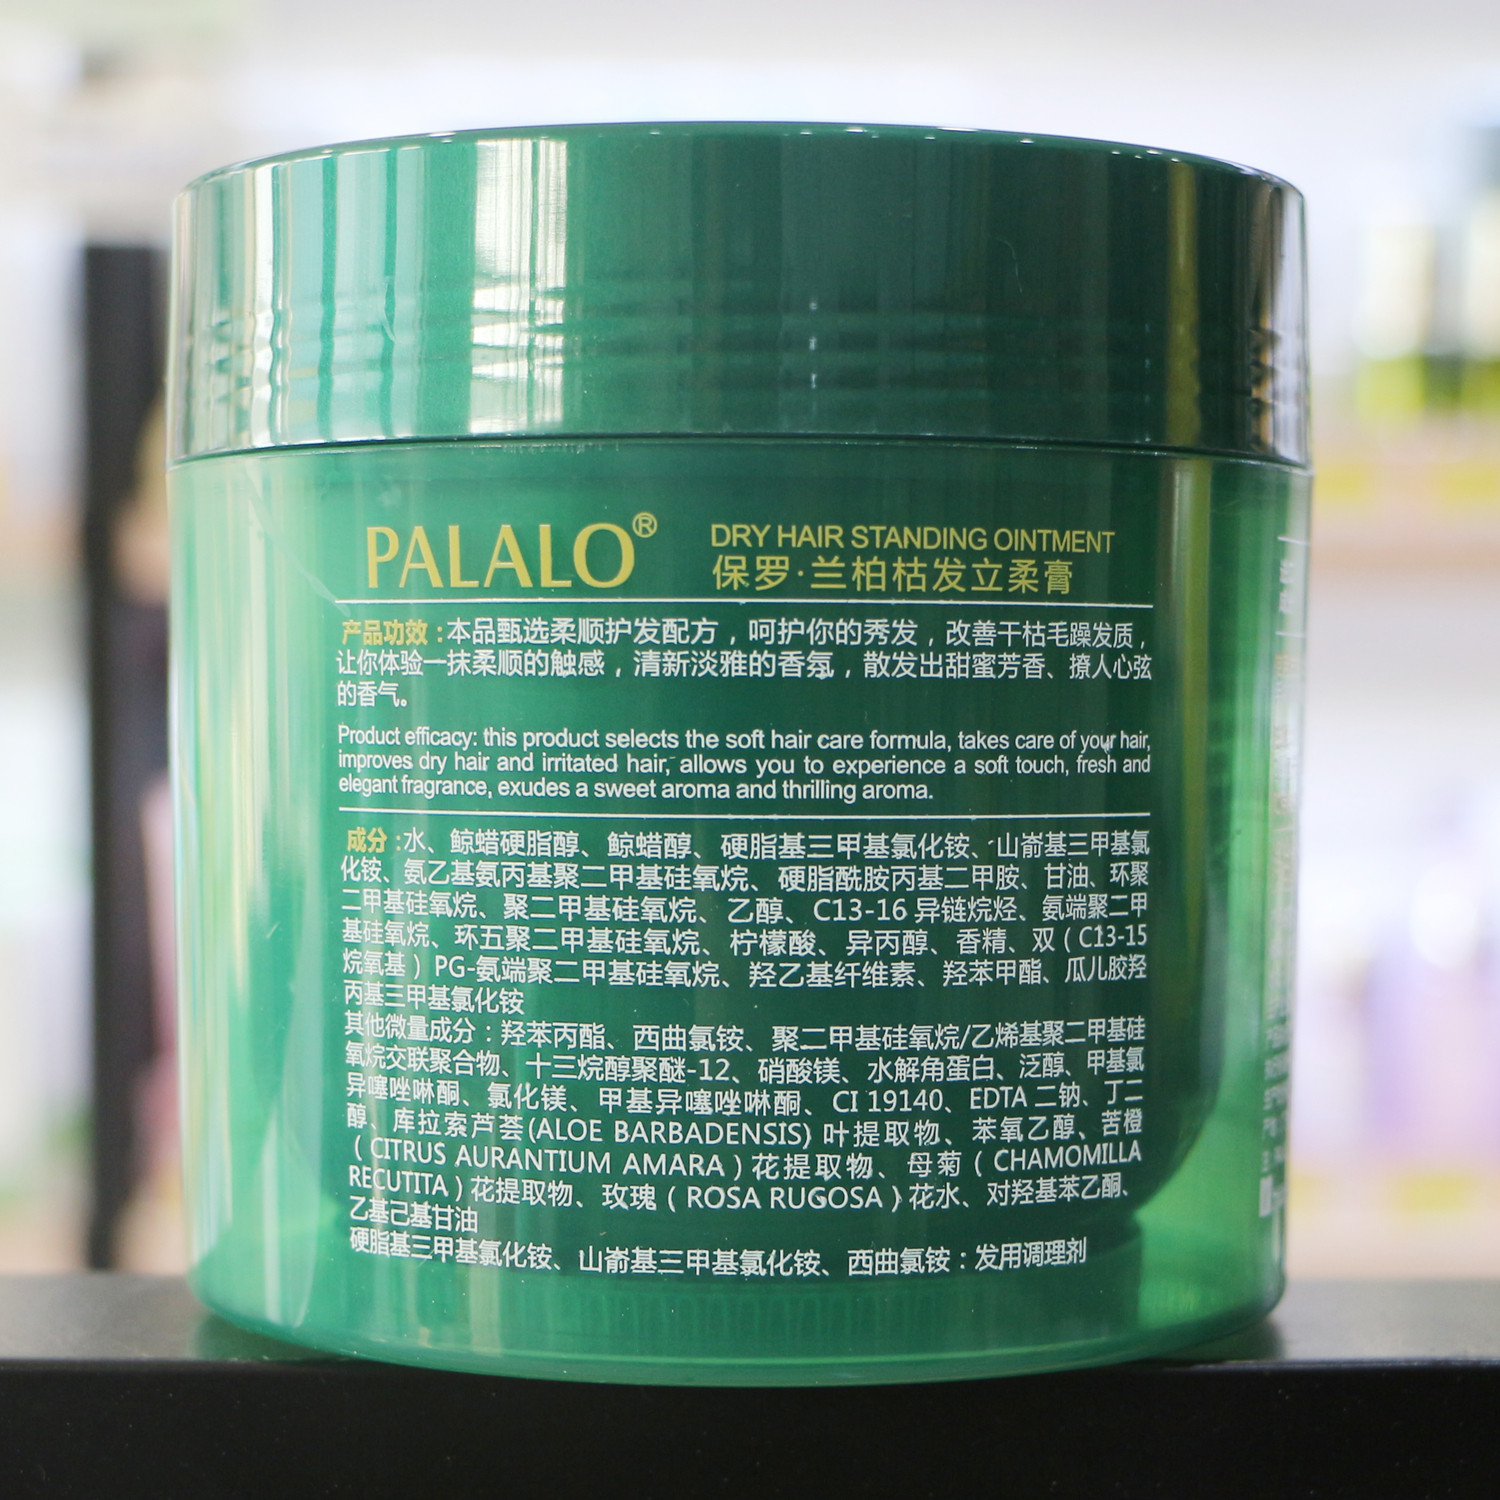 PALALO®
DRY HAIR STANDING OINTMENT
保罗·兰柏枯发立柔膏
产品功效：本品甄选柔顺护发配方，呵护你的秀发，改善干枯毛躁发质，
让你体验一抹柔顺的触感，清新淡雅的香氛，散发出甜蜜芳香、撩人心弦
的香气。
Product efficacy: this product selects the soft hair care formula, takes care of your hair,
improves dry hair and irritated hair, allows you to experience a soft touch, fresh and
elegant fragrance, exudes a sweet aroma and thrilling aroma.
成分：水、鲸蜡硬脂醇、鲸蜡醇、硬脂基三甲基氯化铵、山嵛基三甲基氯
化铵、氨乙基氨丙基聚二甲基硅氧烷、硬脂酰胺丙基二甲胺、甘油、环聚
二甲基硅氧烷、聚二甲基硅氧烷、乙醇、C13-16 异链烷烃、氨端聚二甲
基硅氧烷、环五聚二甲基硅氧烷、柠檬酸、异丙醇、香精、双（C13-15
烷氧基）PG-氨端聚二甲基硅氧烷、羟乙基纤维素、羟苯甲酯、瓜儿胶羟
丙基三甲基氯化铵
其他微量成分：羟苯丙酯、西曲氯铵、聚二甲基硅氧烷/乙烯基聚二甲基硅
氧烷交联聚合物、十三烷醇聚醚-12、硝酸镁、水解角蛋白、泛醇、甲基氯
异噻唑啉酮、氯化镁、甲基异噻唑啉酮、CI 19140、EDTA 二钠、丁二
醇、库拉索芦荟(ALOE BARBADENSIS) 叶提取物、苯氧乙醇、苦橙
（CITRUS AURANTIUM AMARA）花提取物、母菊（CHAMOMILLA
RECUTITA）花提取物、玫瑰（ROSA RUGOSA）花水、对羟基苯乙酮、
乙基己基甘油
硬脂基三甲基氯化铵、山嵛基三甲基氯化铵、西曲氯铵：发用调理剂